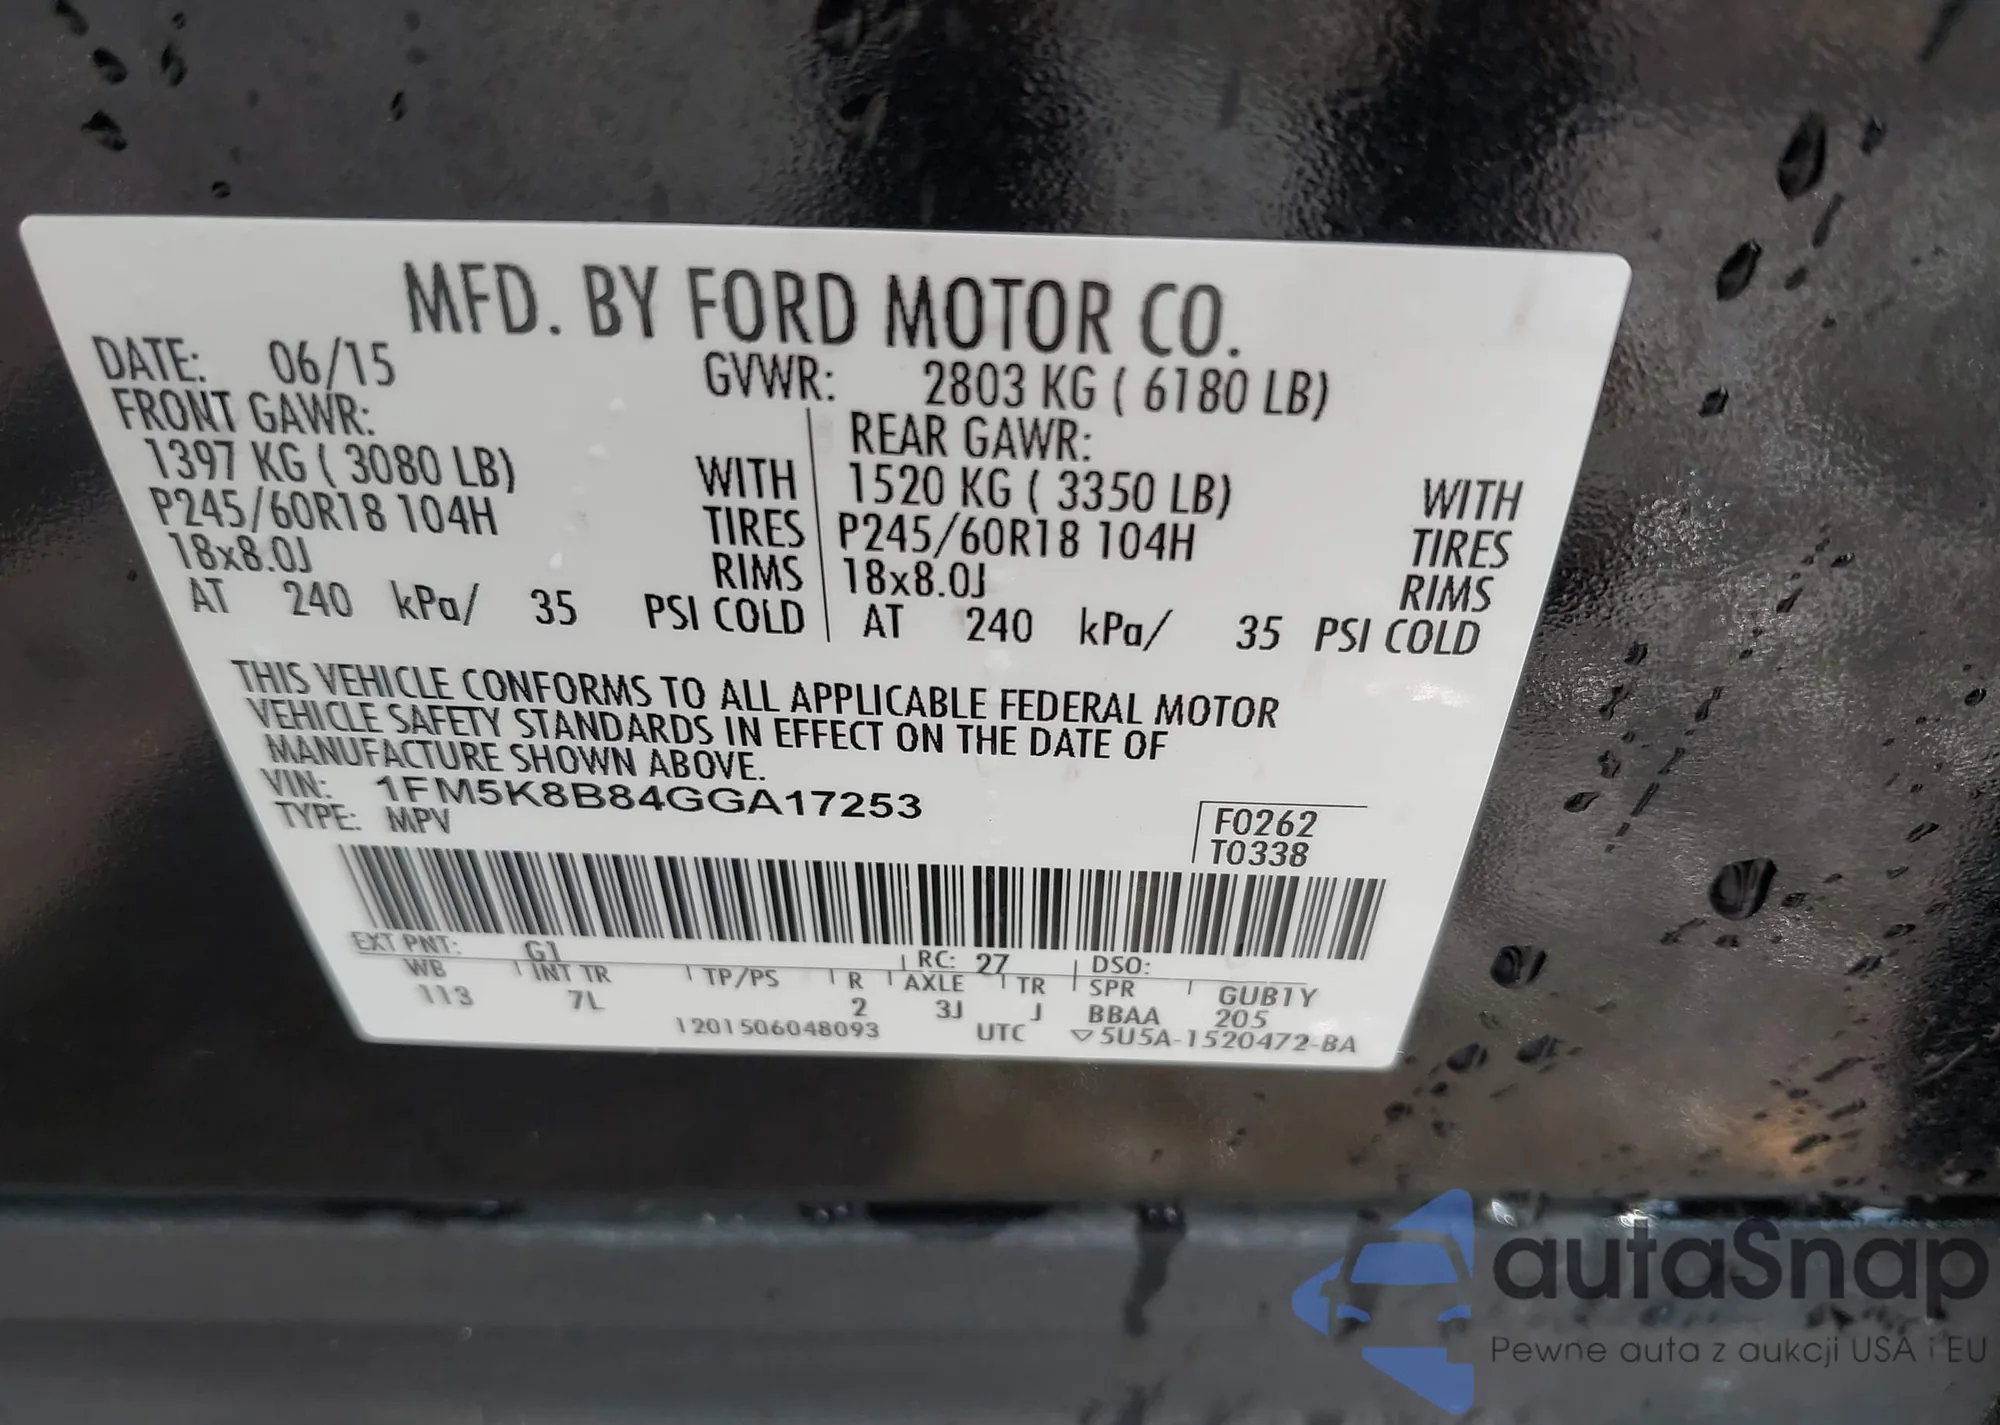 MFD. BY FORD MOTOR CO.
DATE: 06/15 GVWR: 2803 KG ( 6180 LB)
FRONT GAWR: REAR GAWR:
1397 KG ( 3080 LB) WITH 1520 KG ( 3350 LB) WITH
P245/60R18 104H TIRES P245/60R18 104H TIRES
18x8.0J RIMS 18x8.0J RIMS
AT 240 kPa/ 35 PSI COLD AT 240 kPa/ 35 PSI COLD
THIS VEHICLE CONFORMS TO ALL APPLICABLE FEDERAL MOTOR
VEHICLE SAFETY STANDARDS IN EFFECT ON THE DATE OF
MANUFACTURE SHOWN ABOVE.
VIN: 1FM5K8B84GGA17253
TYPE: MPV
F0262
T0338
EXT PNT: G1 RC: 27 DSO:
WB INT TR TP/PS R AXLE TR SPR GUB1Y
113 7L 2 3J J BBAA 205
1201506048093 UTC ▽5U5A-1520472-BA
autaSnap
Pewne auta z aukcji USA i EU